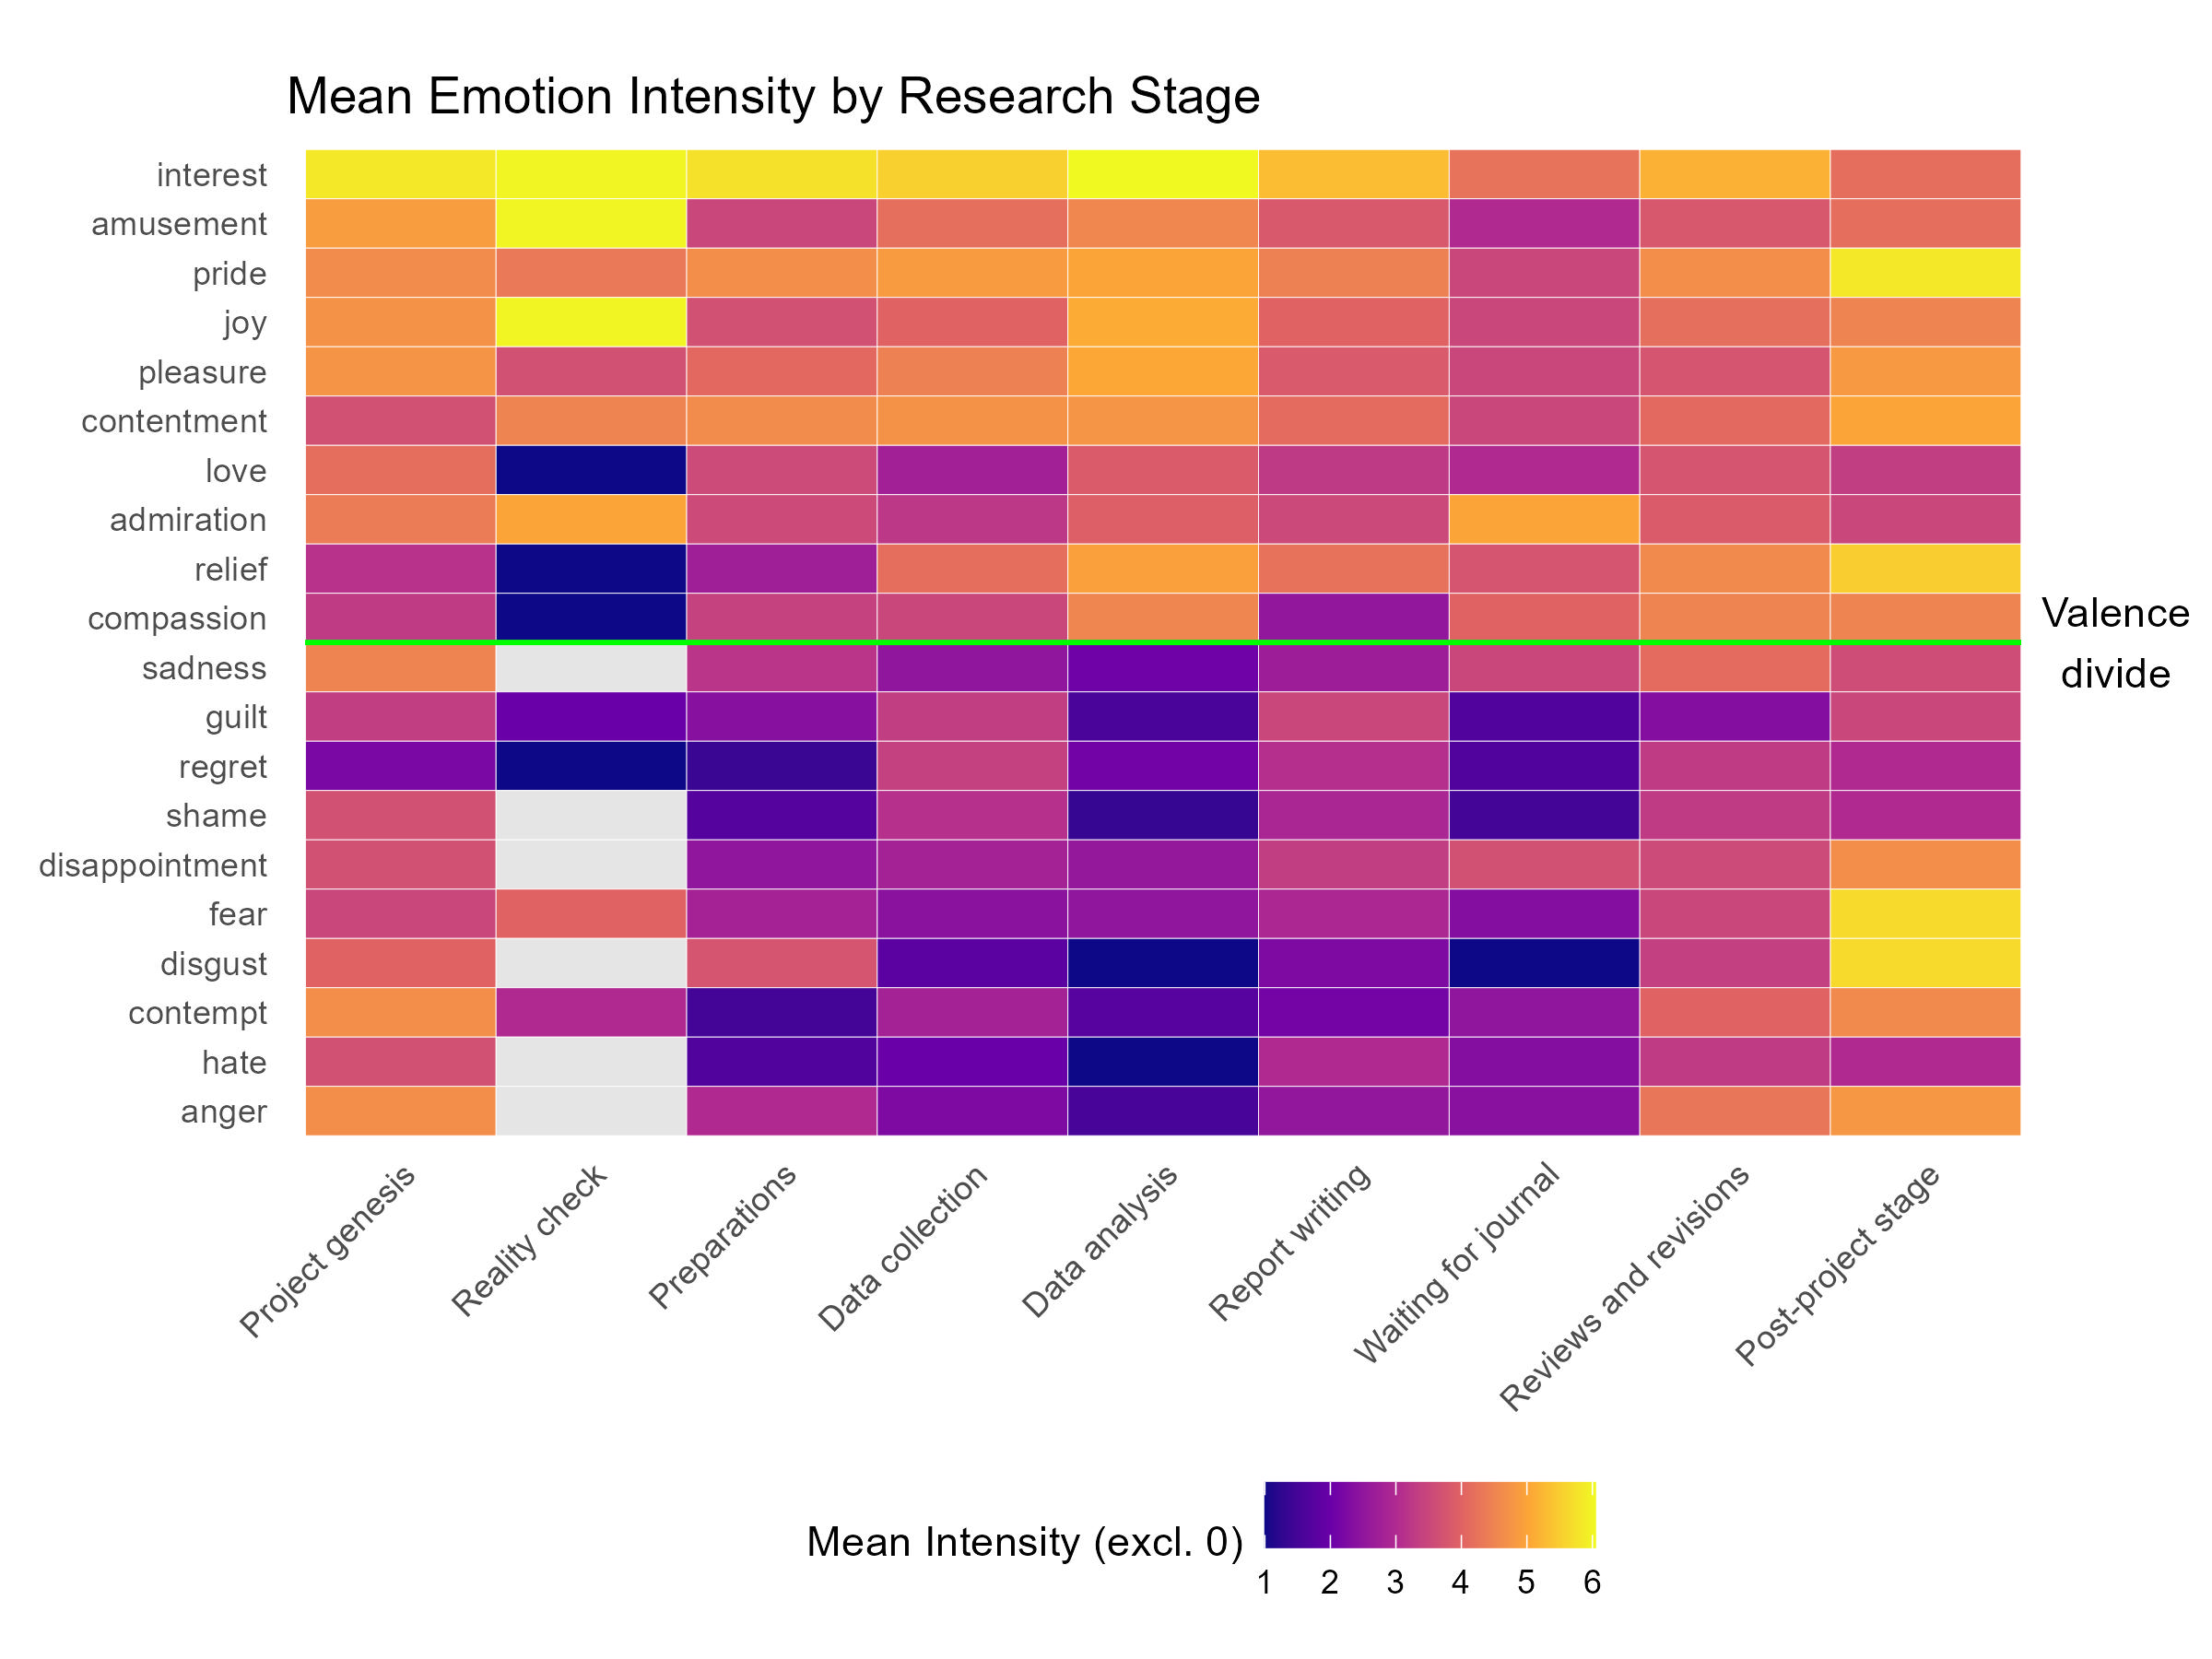 Mean Emotion Intensity by Research Stage
interest
amusement
pride
joy
pleasure
contentment
love
admiration
relief
compassion
sadness
guilt
regret
shame
disappointment
fear
disgust
contempt
hate
anger
Valence
divide
Project genesis
Reality check
Preparations
Data collection
Data analysis
Report writing
Waiting for journal
Reviews and revisions
Post-project stage
Mean Intensity (excl. 0)
1 2 3 4 5 6